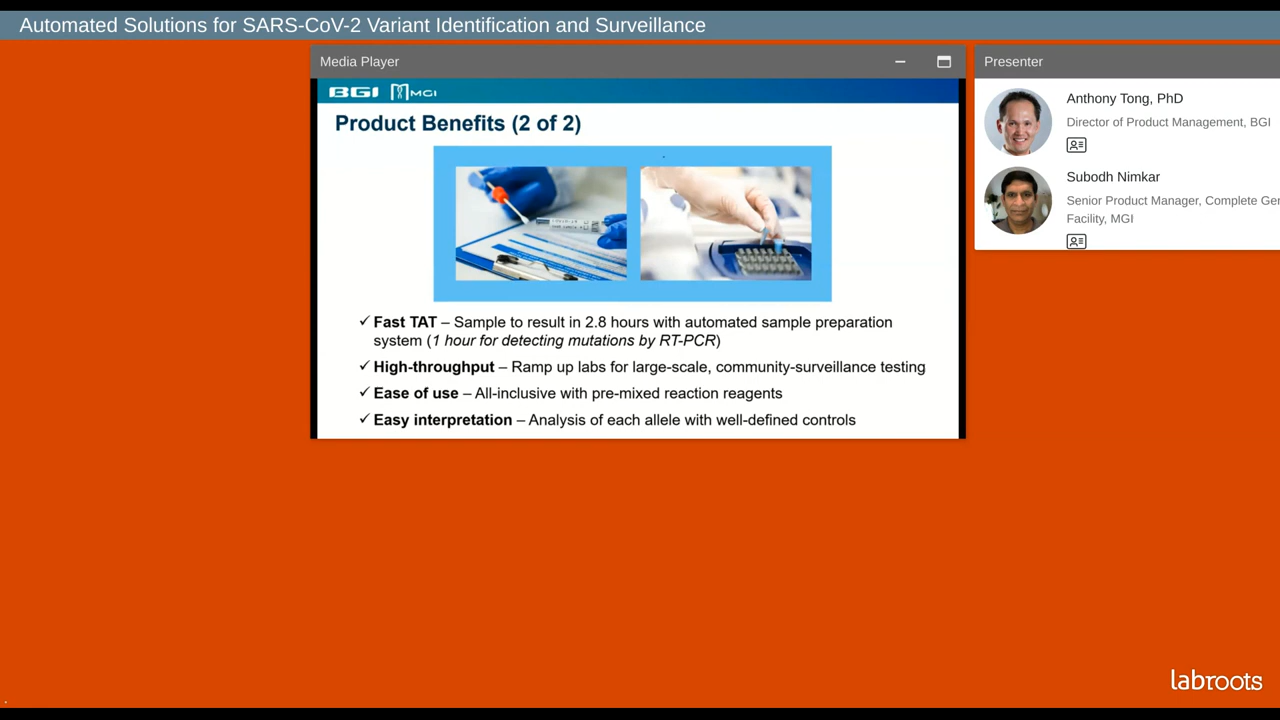 Automated Solutions for SARS-CoV-2 Variant Identification and Surveillance
Media Player
BGI MGI
Product Benefits (2 of 2)
✓ Fast TAT – Sample to result in 2.8 hours with automated sample preparation
system (1 hour for detecting mutations by RT-PCR)
✓ High-throughput – Ramp up labs for large-scale, community-surveillance testing
✓ Ease of use – All-inclusive with pre-mixed reaction reagents
✓ Easy interpretation – Analysis of each allele with well-defined controls
Presenter
Anthony Tong, PhD
Director of Product Management, BGI
Subodh Nimkar
Senior Product Manager, Complete Ge
Facility, MGI
labroots